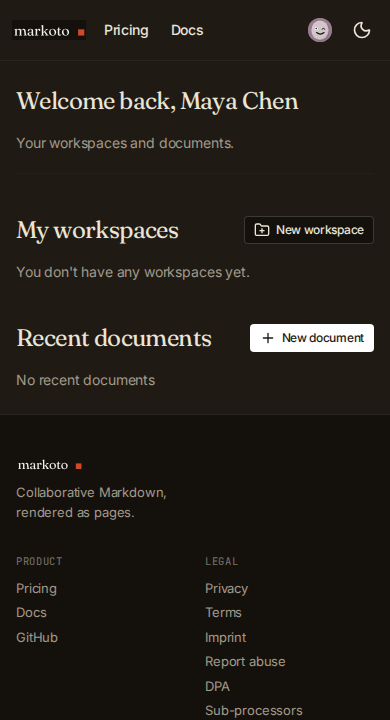 markoto
Pricing
Docs
Welcome back, Maya Chen
Your workspaces and documents.
My workspaces
New workspace
You don't have any workspaces yet.
Recent documents
New document
No recent documents
markoto
Collaborative Markdown,
rendered as pages.
PRODUCT
Pricing
Docs
GitHub
LEGAL
Privacy
Terms
Imprint
Report abuse
DPA
Sub-processors